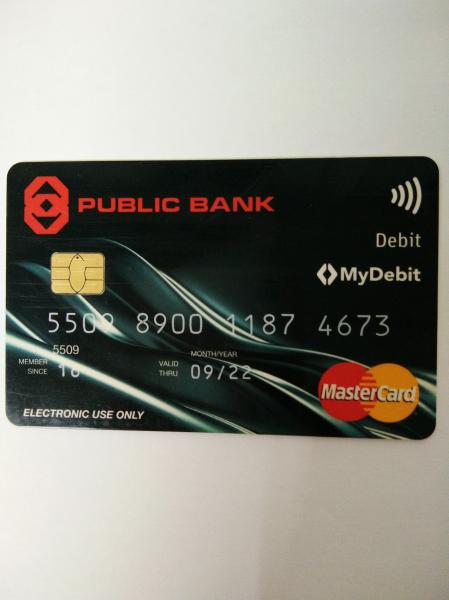 PUBLIC BANK
Debit
MyDebit
5509 8900 1187 4673
5509
MEMBER SINCE 16
MONTH/YEAR
VALID THRU 09/22
MasterCard
ELECTRONIC USE ONLY